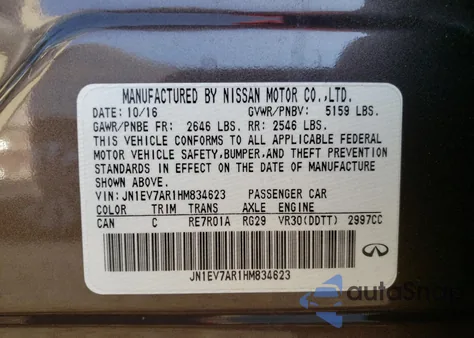 MANUFACTURED BY NISSAN MOTOR CO.,LTD.
DATE: 10/16 GVWR/PNBV: 5159 LBS.
GAWR/PNBE FR: 2646 LBS. RR: 2546 LBS.
THIS VEHICLE CONFORMS TO ALL APPLICABLE FEDERAL
MOTOR VEHICLE SAFETY, BUMPER, AND THEFT PREVENTION
STANDARDS IN EFFECT ON THE DATE OF MANUFACTURE
SHOWN ABOVE.
VIN: JN1EV7AR1HM834623 PASSENGER CAR
COLOR TRIM TRANS AXLE ENGINE
CAN C RE7R01A RG29 VR30(DDTT) 2997CC
JN1EV7AR1HM834623
autoShop